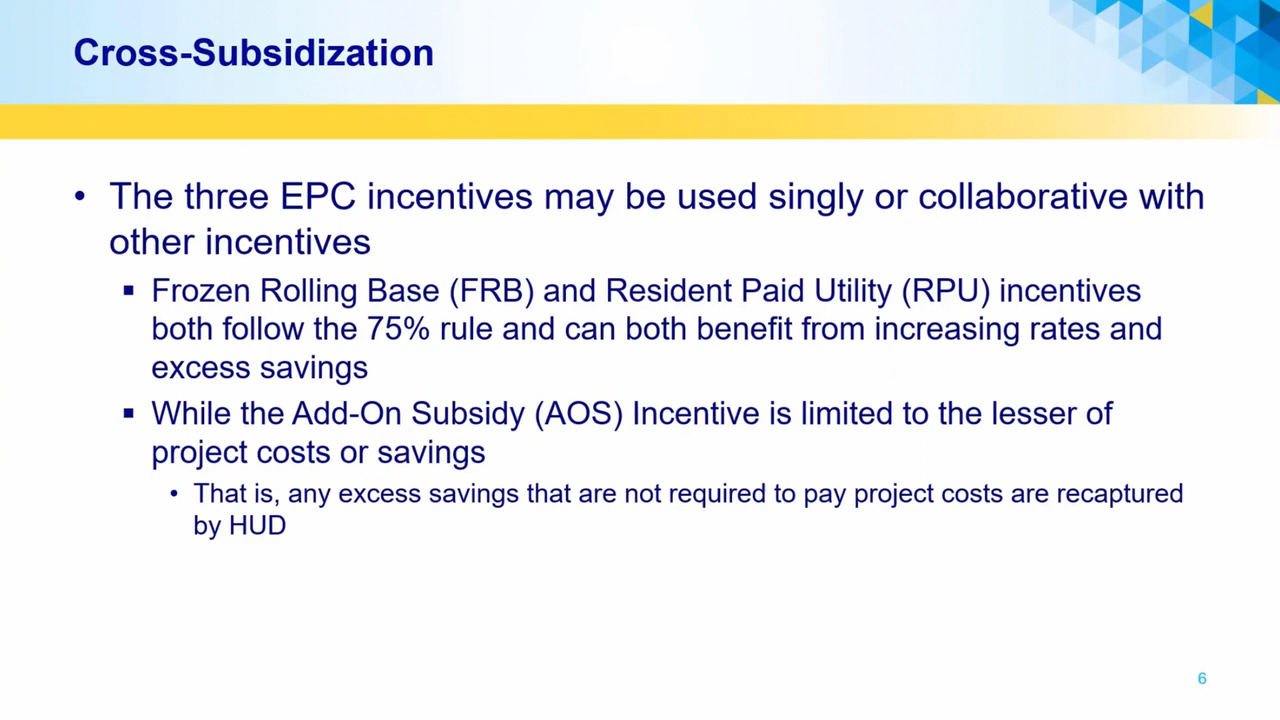 Cross-Subsidization
• The three EPC incentives may be used singly or collaborative with
other incentives
▪ Frozen Rolling Base (FRB) and Resident Paid Utility (RPU) incentives
both follow the 75% rule and can both benefit from increasing rates and
excess savings
▪ While the Add-On Subsidy (AOS) Incentive is limited to the lesser of
project costs or savings
• That is, any excess savings that are not required to pay project costs are recaptured
by HUD
6